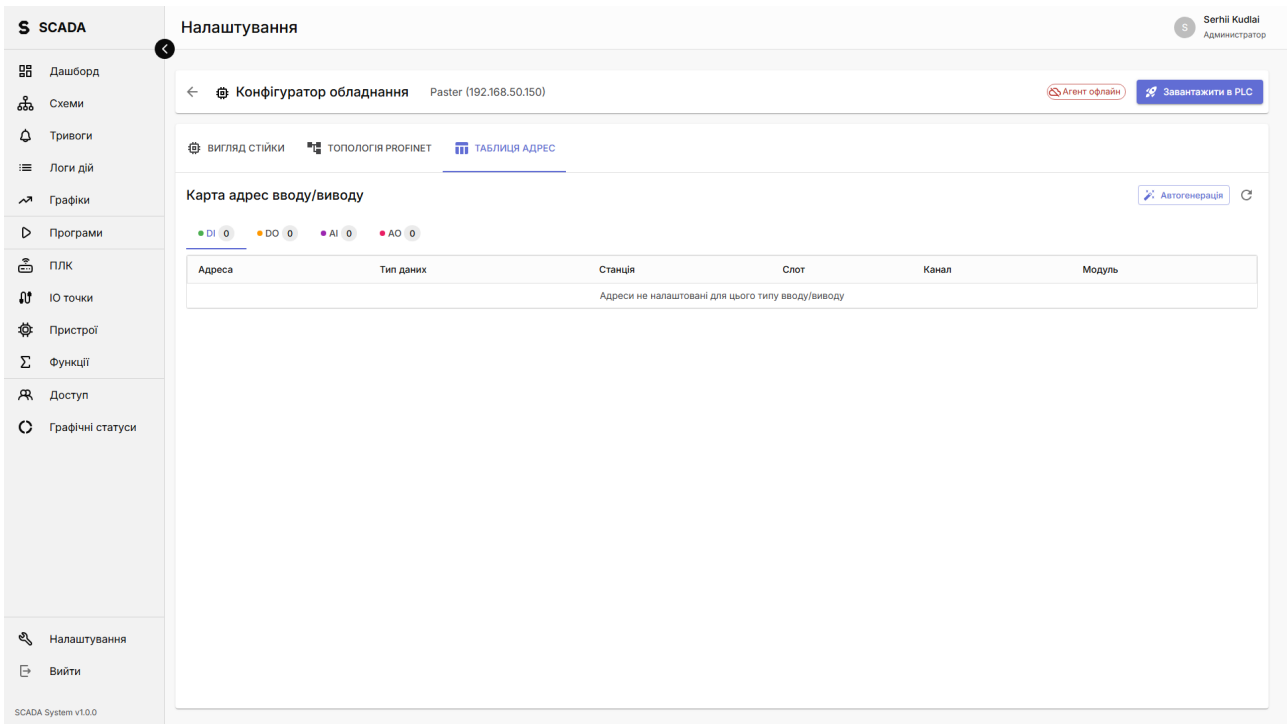 S SCADA
Налаштування
S
Serhii Kudlai
Администратор
Дашборд
Схеми
Тривоги
Логи дій
Графіки
Програми
ПЛК
IO точки
Пристрої
Функції
Доступ
Графічні статуси
Налаштування
Вийти
SCADA System v1.0.0
Конфігуратор обладнання Paster (192.168.50.150)
Агент офлайн
Завантажити в PLC
ВИГЛЯД СТІЙКИ ТОПОЛОГІЯ PROFINET ТАБЛИЦЯ АДРЕС
Карта адрес вводу/виводу
Автогенерація
DI 0 DO 0 AI 0 AO 0
Адреса Тип даних Станція Слот Канал Модуль
Адреси не налаштовані для цього типу вводу/виводу